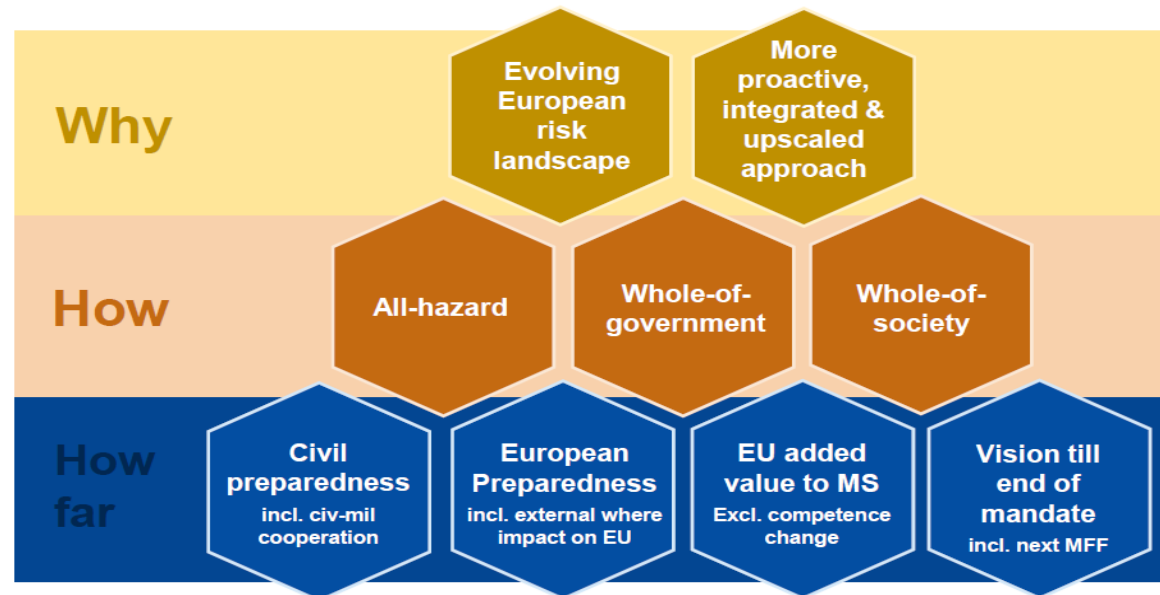 Why
Evolving
European
risk
landscape
More
proactive,
integrated &
upscaled
approach
How
All-hazard
Whole-of-
government
Whole-of-
society
How
far
Civil
preparedness
incl. civ-mil
cooperation
European
Preparedness
incl. external where
impact on EU
EU added
value to MS
Excl. competence
change
Vision till
end of
mandate
incl. next MFF